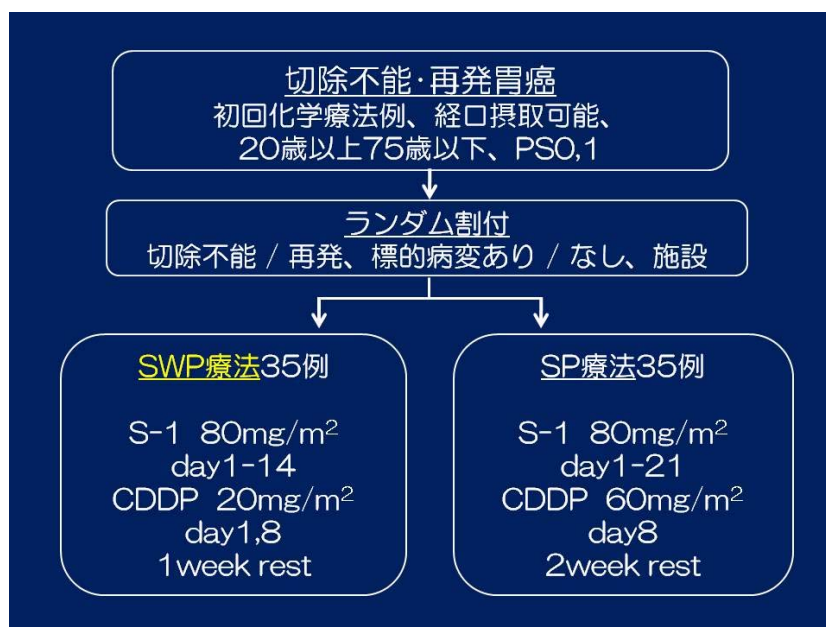 切除不能・再発胃癌
初回化学療法例、経口摂取可能、
20歳以上75歳以下、PS0,1
ランダム割付
切除不能 / 再発、標的病変あり / なし、施設
SWP療法35例
S-1 80mg/m²
day1-14
CDDP 20mg/m²
day1,8
1week rest
SP療法35例
S-1 80mg/m²
day1-21
CDDP 60mg/m²
day8
2week rest